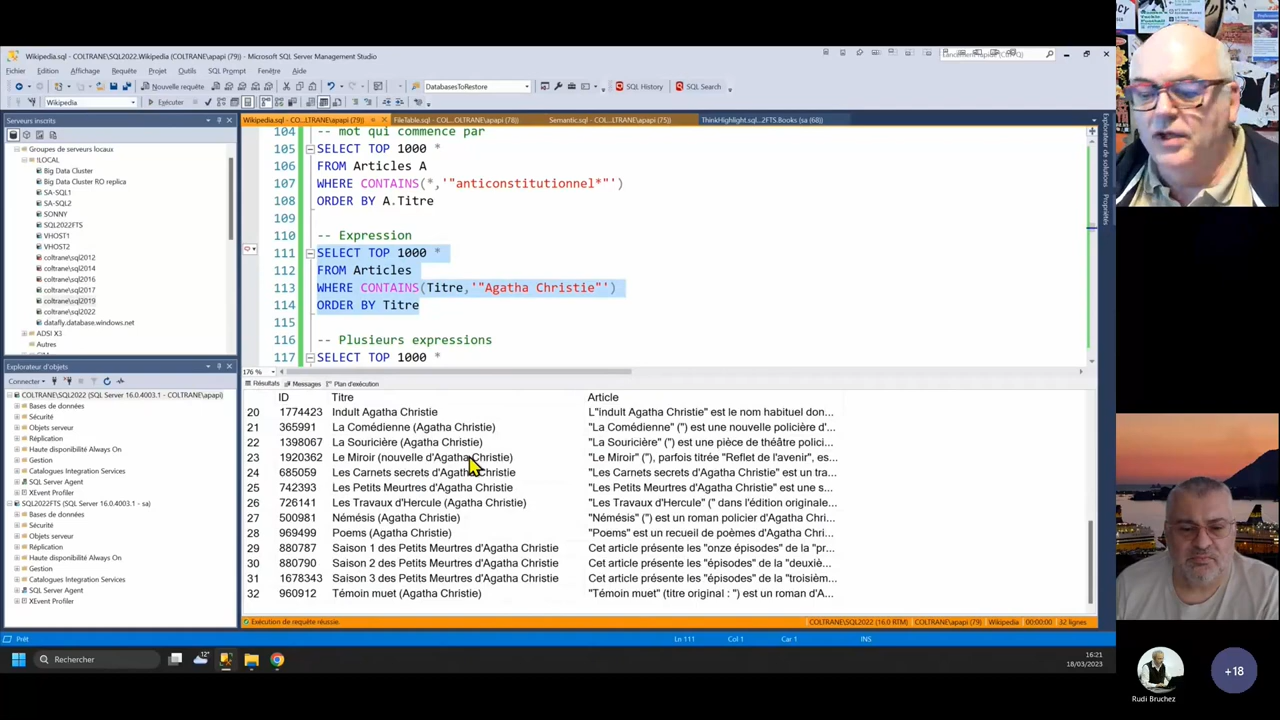 Wikipedia.sql - COLTRANE\SQL2022.Wikipedia (COLTRANE\apapi (79)) - Microsoft SQL Server Management Studio
Fichier Edition Affichage Requête Projet Outils SQL Prompt Fenêtre Aide
Nouvelle requête DatabasesToRestore SQL History SQL Search
Wikipedia Exécuter
Serveurs inscrits
Groupes de serveurs locaux
!LOCAL
Big Data Cluster
Big Data Cluster RO replica
SA-SQL1
SA-SQL2
SONNY
SQL2022FTS
VHOST1
VHOST2
coltrane\sql2012
coltrane\sql2014
coltrane\sql2016
coltrane\sql2017
coltrane\sql2019
coltrane\sql2022
datafly.database.windows.net
ADSI X3
Autres
Explorateur d'objets
Connecter
COLTRANE\SQL2022 (SQL Server 16.0.4003.1 - COLTRANE\apapi)
Bases de données
Sécurité
Objets serveur
Réplication
Haute disponibilité Always On
Gestion
Catalogues Integration Services
SQL Server Agent
XEvent Profiler
SQL2022FTS (SQL Server 16.0.4003.1 - sa)
Bases de données
Sécurité
Objets serveur
Réplication
Haute disponibilité Always On
Gestion
Catalogues Integration Services
SQL Server Agent
XEvent Profiler
Wikipedia.sql - CO...LTRANE\apapi (79))
FileTable.sql - CO...OLTRANE\apapi (78))
Semantic.sql - COL...LTRANE\apapi (75))
ThinkHighlight.sql...2FTS.Books (sa (68))
104 -- mot qui commence par
105 SELECT TOP 1000 *
106 FROM Articles A
107 WHERE CONTAINS(*,'"anticonstitutionnel*"')
108 ORDER BY A.Titre
109
110 -- Expression
111 SELECT TOP 1000 *
112 FROM Articles
113 WHERE CONTAINS(Titre,'"Agatha Christie"')
114 ORDER BY Titre
115
116 -- Plusieurs expressions
117 SELECT TOP 1000 *
176 %
Résultats Messages Plan d'exécution
ID Titre Article
20 1774423 Indult Agatha Christie L'"indult Agatha Christie" est le nom habituel don...
21 365991 La Comédienne (Agatha Christie) "La Comédienne" (") est une nouvelle policière d...
22 1398067 La Souricière (Agatha Christie) "La Souricière" (") est une pièce de théâtre polici...
23 1920362 Le Miroir (nouvelle d'Agatha Christie) "Le Miroir" ("), parfois titrée "Reflet de l'avenir", es...
24 685059 Les Carnets secrets d'Agatha Christie "Les Carnets secrets d'Agatha Christie" est un tra...
25 742393 Les Petits Meurtres d'Agatha Christie "Les Petits Meurtres d'Agatha Christie" est une s...
26 726141 Les Travaux d'Hercule (Agatha Christie) "Les Travaux d'Hercule" (" dans l'édition originale...
27 500981 Némésis (Agatha Christie) "Némésis" (") est un roman policier d'Agatha Chri...
28 969499 Poems (Agatha Christie) "Poems" est un recueil de poèmes d'Agatha Chris...
29 880787 Saison 1 des Petits Meurtres d'Agatha Christie Cet article présente les "onze épisodes" de la "pr...
30 880790 Saison 2 des Petits Meurtres d'Agatha Christie Cet article présente les "épisodes" de la "deuxiè...
31 1678343 Saison 3 des Petits Meurtres d'Agatha Christie Cet article présente les "épisodes" de la "troisièm...
32 960912 Témoin muet (Agatha Christie) "Témoin muet" (titre original : ") est un roman d'A...
Exécution de requête réussie. COLTRANE\SQL2022 (16.0 RTM) COLTRANE\apapi (79) Wikipedia 00:00:00 32 lignes
Prêt Ln 111 Col 1 Car 1 INS
Explorateur de solutions
Propriétés
Rechercher
12°
16:21
18/03/2023
Rudi Bruchez
+18